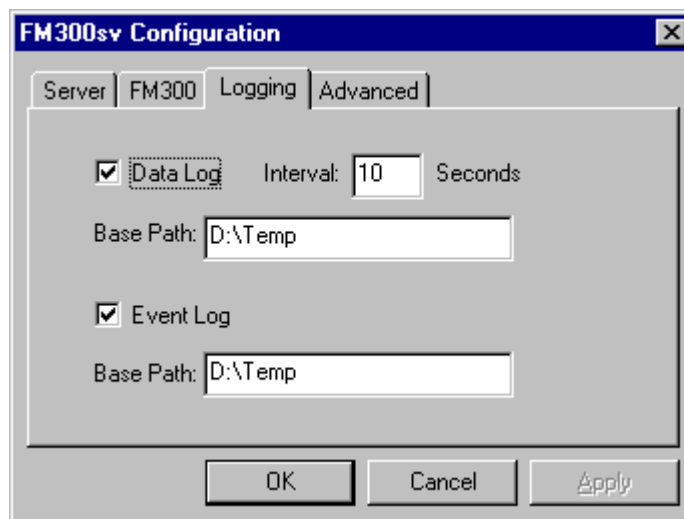 FM300sv Configuration
Server FM300 Logging Advanced
Data Log Interval: 10 Seconds
Base Path: D:\Temp
Event Log
Base Path: D:\Temp
OK Cancel Apply